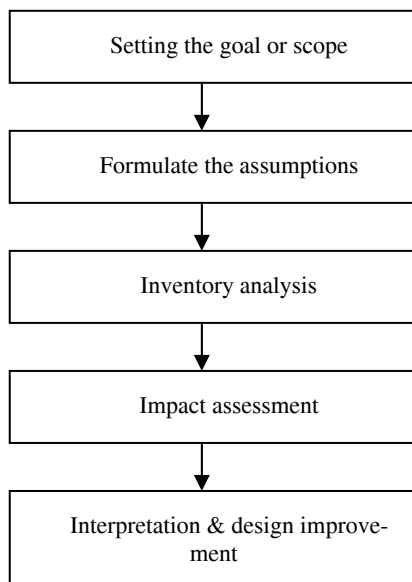 Setting the goal or scope
Formulate the assumptions
Inventory analysis
Impact assessment
Interpretation & design improve-
ment